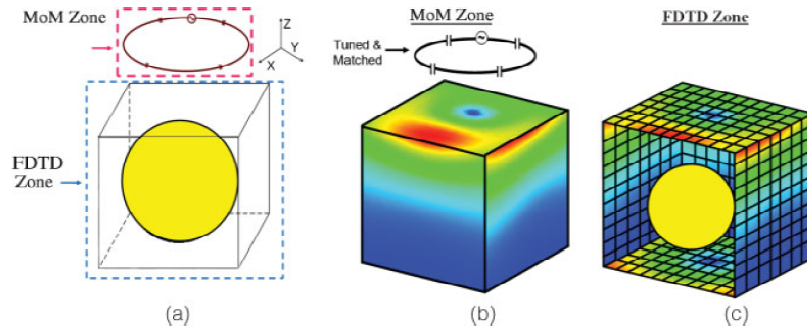 MoM Zone
Z
Y
X
FDTD
Zone
(a)
MoM Zone
Tuned &
Matched
(b)
FDTD Zone
(c)